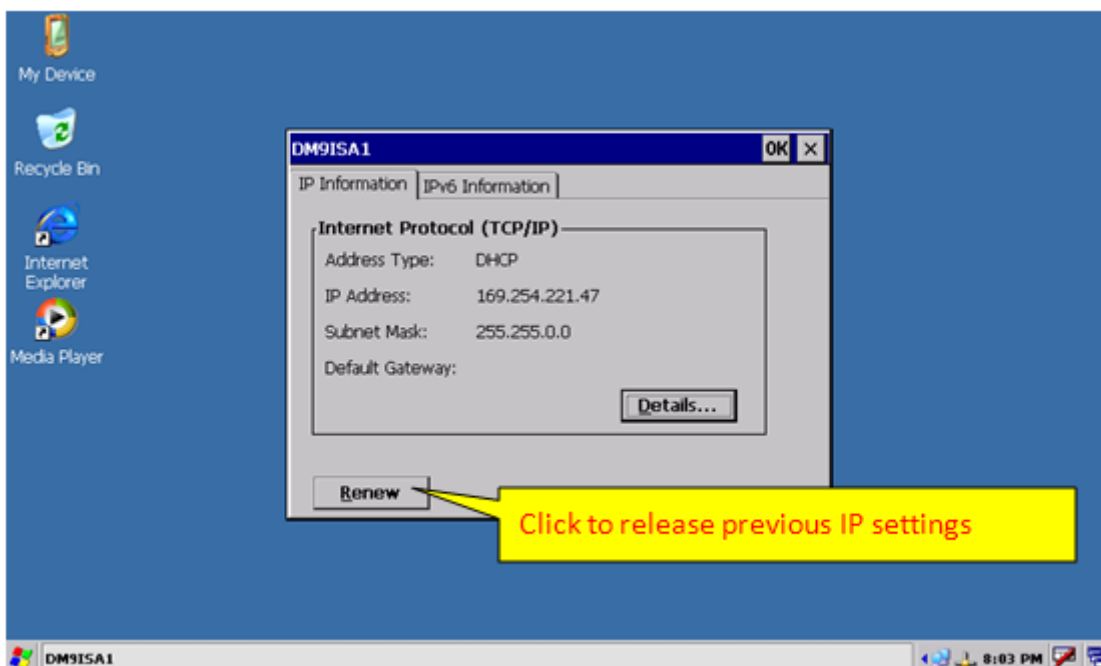 My Device
Recycle Bin
Internet
Explorer
Media Player
DM9ISA1 OK ×
IP Information IPv6 Information
Internet Protocol (TCP/IP)
Address Type: DHCP
IP Address: 169.254.221.47
Subnet Mask: 255.255.0.0
Default Gateway:
Details...
Renew
Click to release previous IP settings
DM9ISA1 8:03 PM